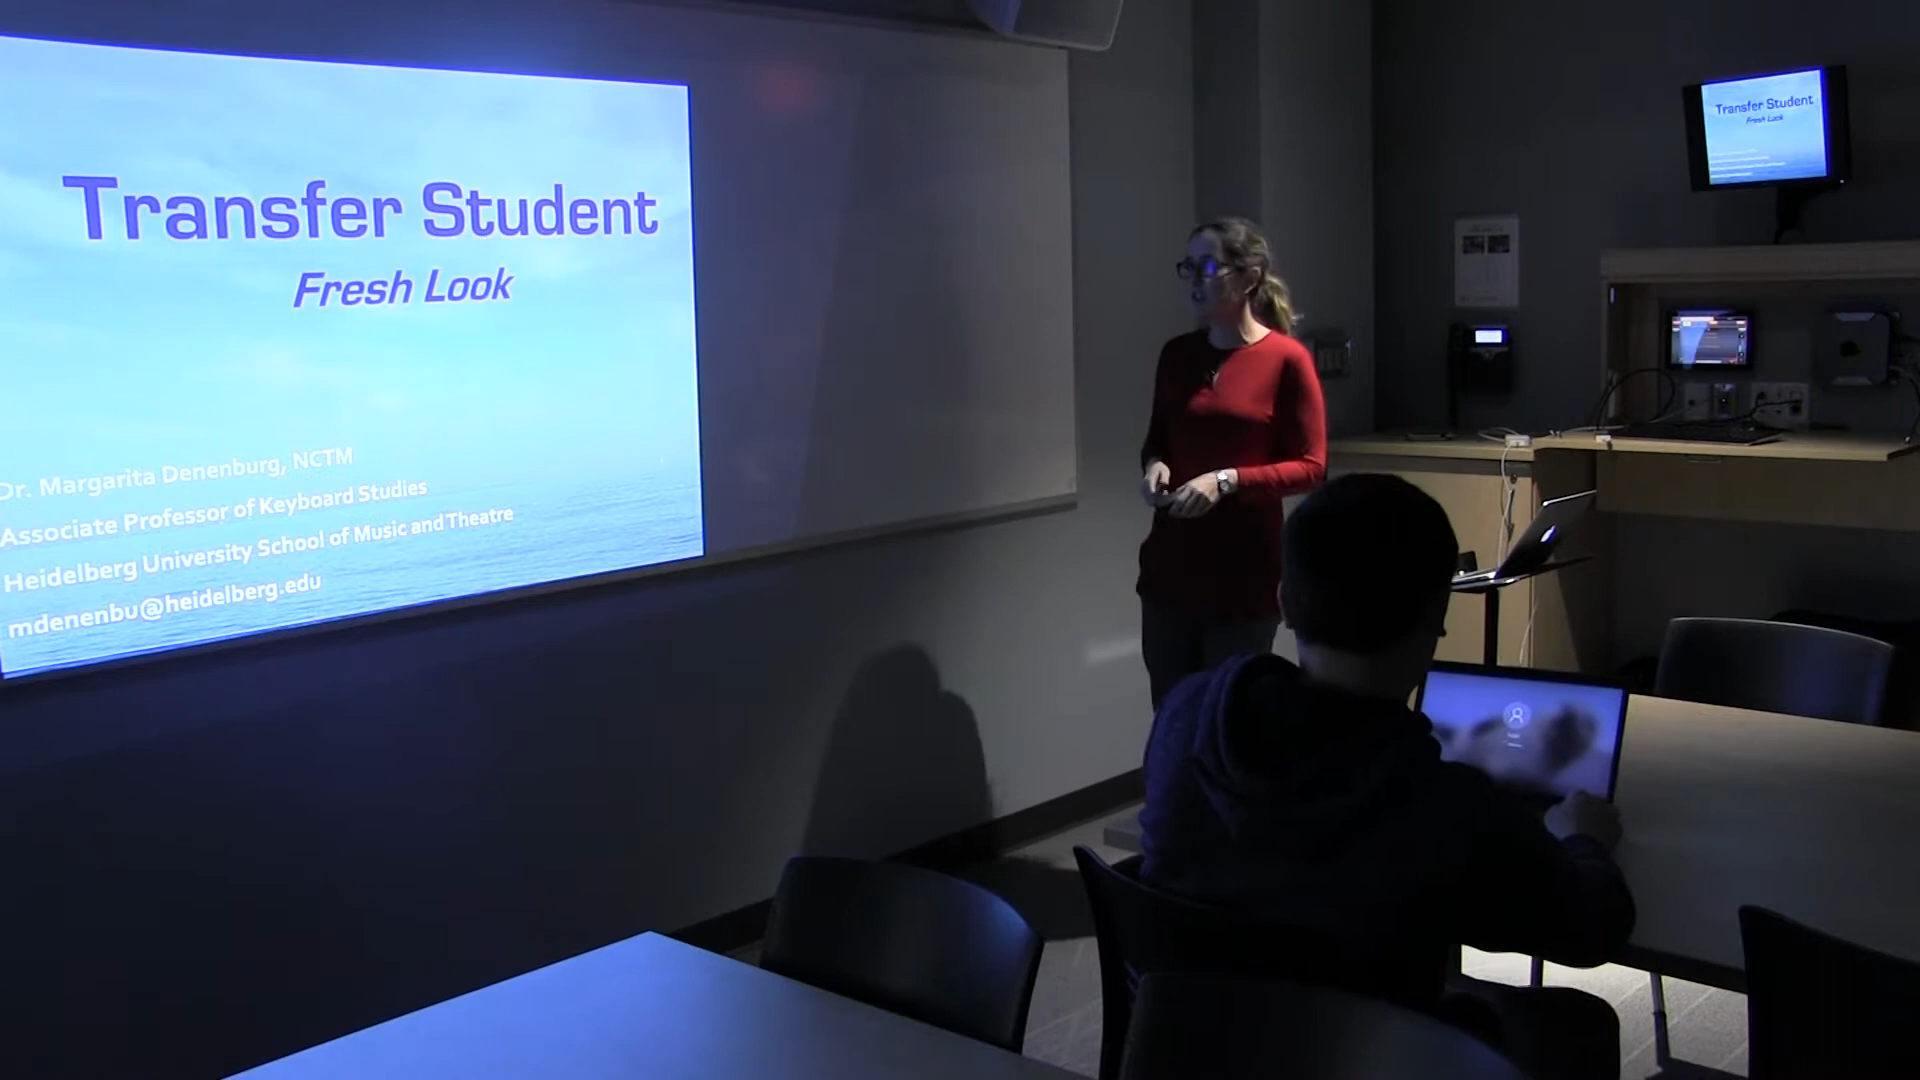 Transfer Student
Fresh Look
Dr. Margarita Denenburg, NCTM
Associate Professor of Keyboard Studies
Heidelberg University School of Music and Theatre
mdenenbu@heidelberg.edu
Transfer Student
Fresh Look